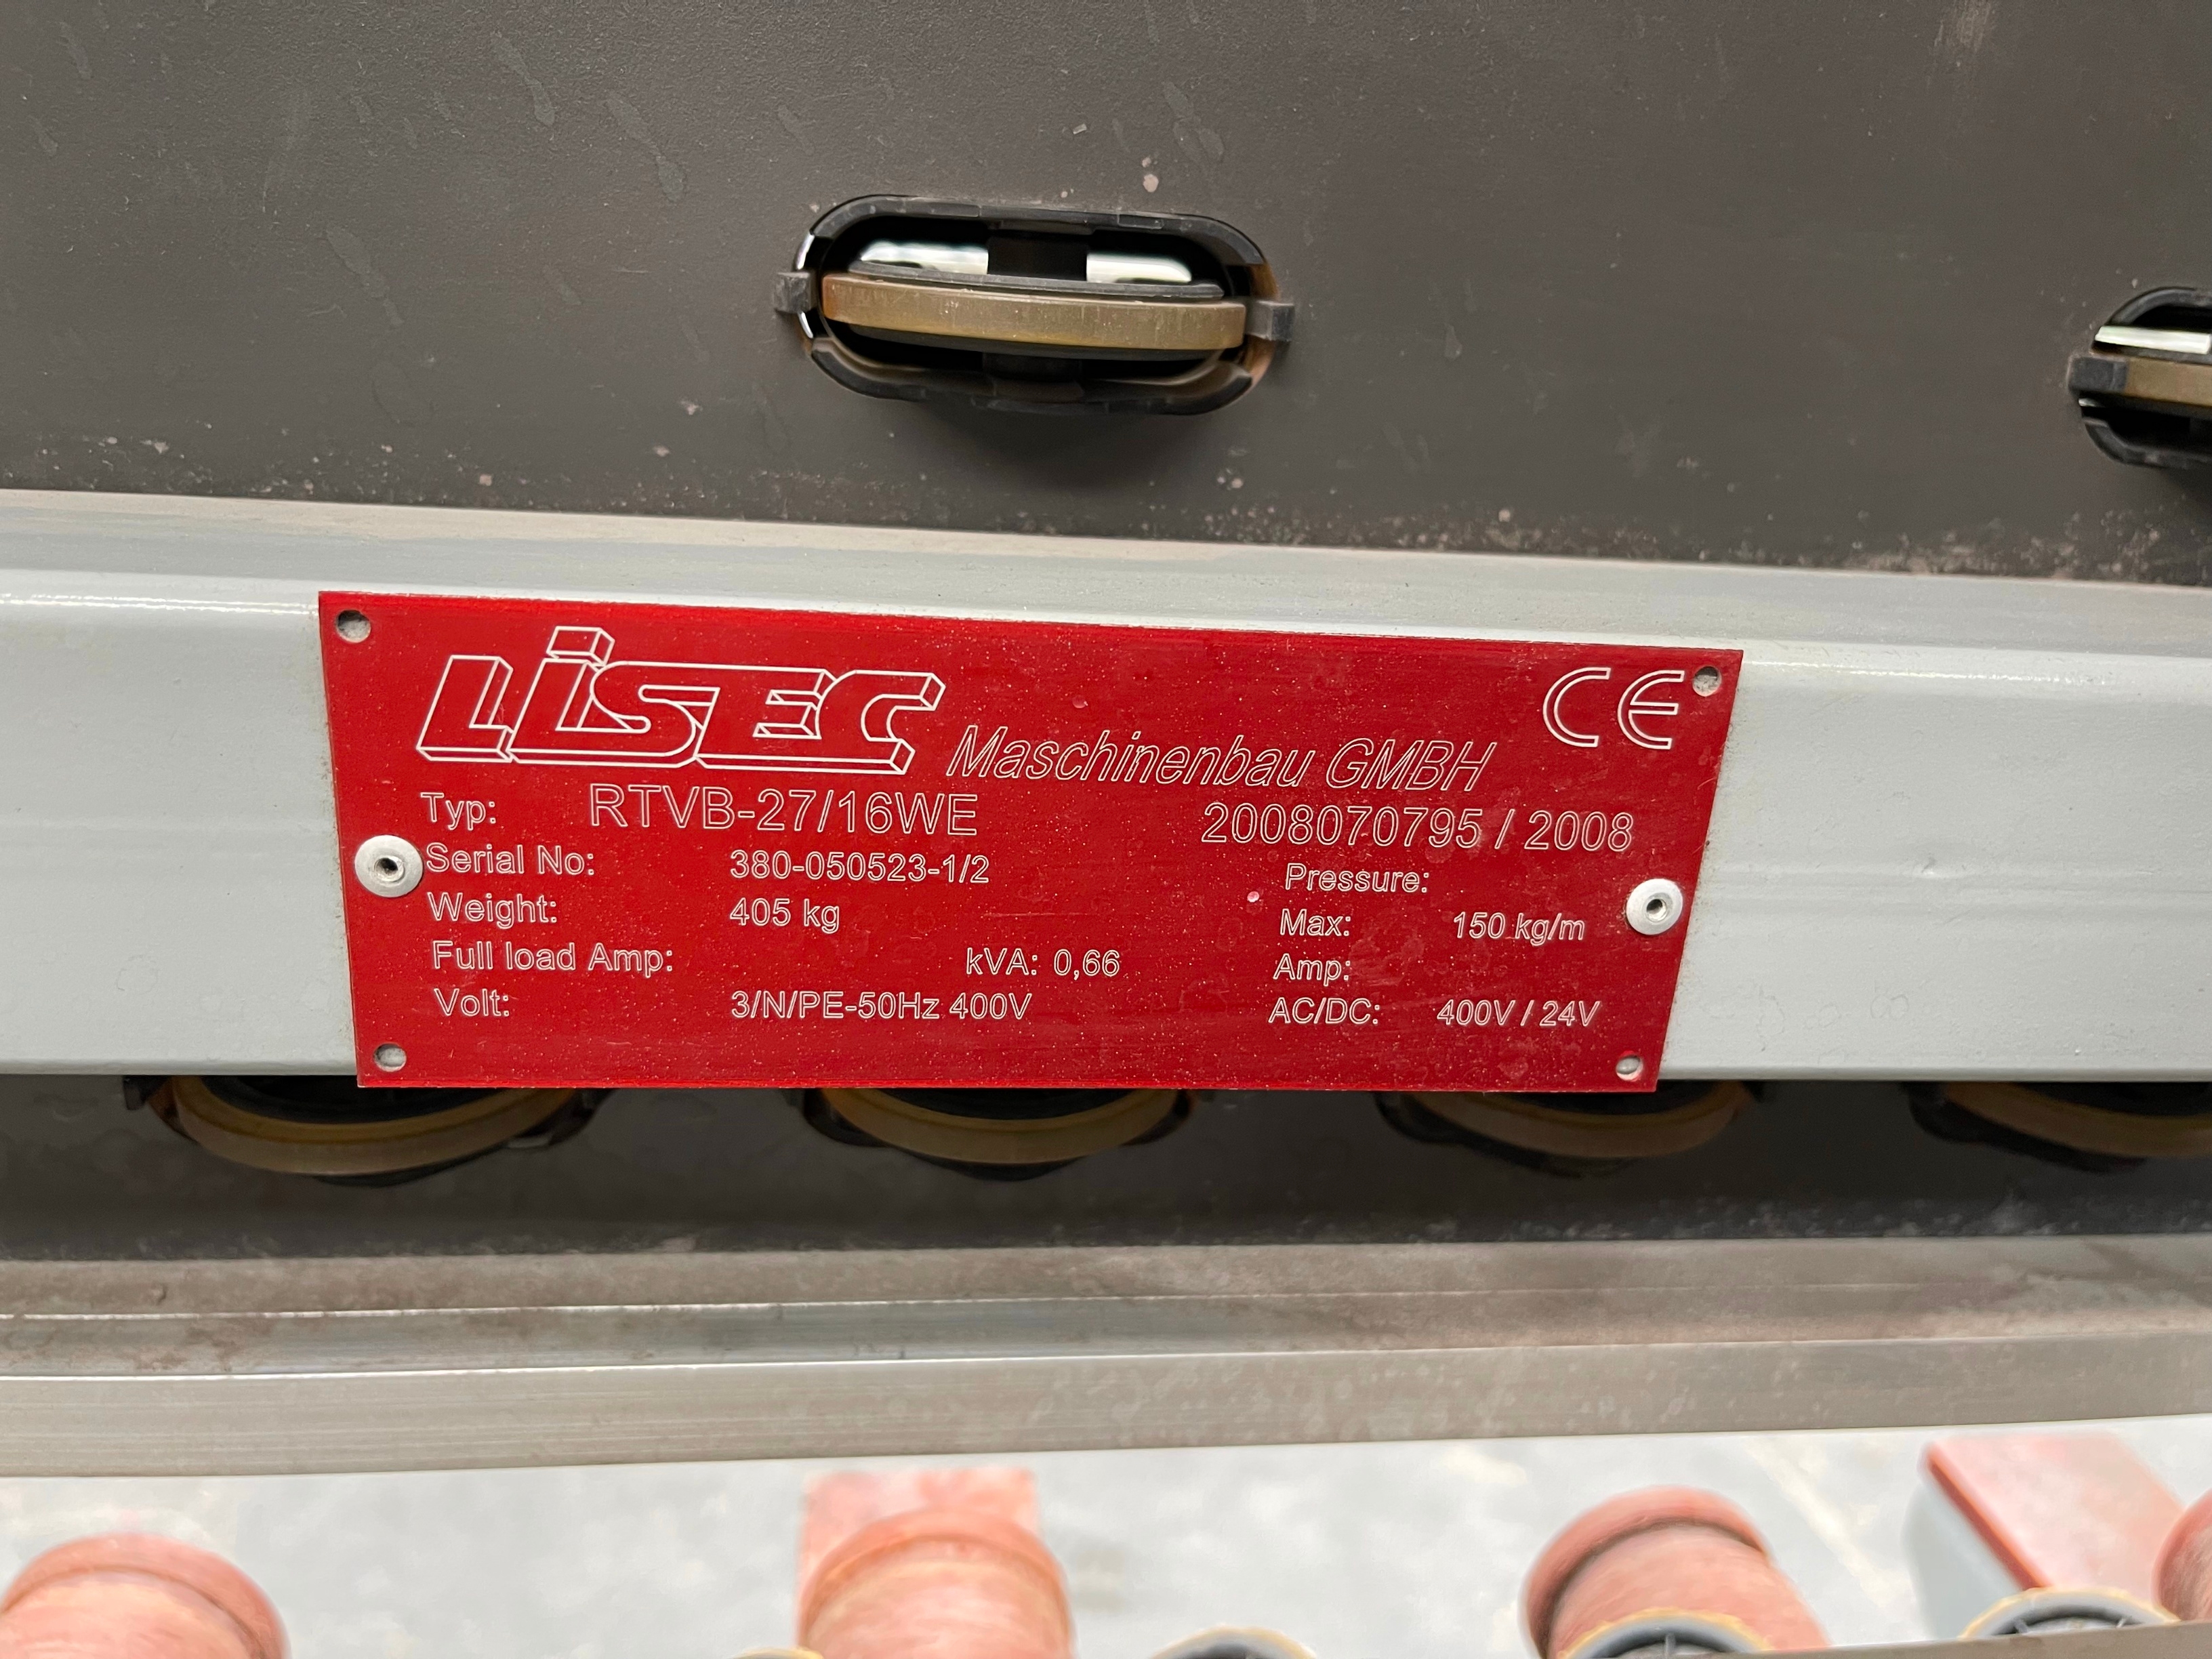 LiSEC Maschinenbau GMBH CE
Typ: RTVB-27/16WE 2008070795 / 2008
Serial No: 380-050523-1/2 Pressure:
Weight: 405 kg Max: 150 kg/m
Full load Amp: kVA: 0,66 Amp:
Volt: 3/N/PE-50Hz 400V AC/DC: 400V / 24V